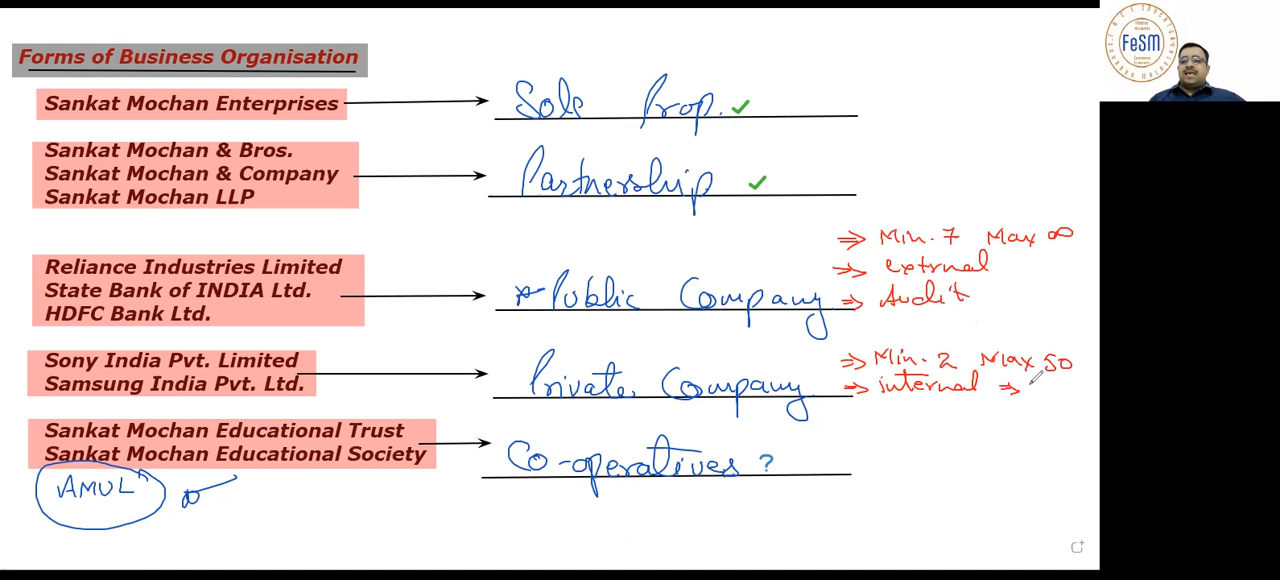 Forms of Business Organisation
Sankat Mochan Enterprises
Sole Prop.
Sankat Mochan & Bros.
Sankat Mochan & Company
Sankat Mochan LLP
Partnership
Reliance Industries Limited
State Bank of INDIA Ltd.
HDFC Bank Ltd.
Public Company
Min. 7 Max ∞
extrnal
Audit
Sony India Pvt. Limited
Samsung India Pvt. Ltd.
Private Company
Min. 2 Max 50
internal
Sankat Mochan Educational Trust
Sankat Mochan Educational Society
Co-operatives ?
AMUL
FeSM